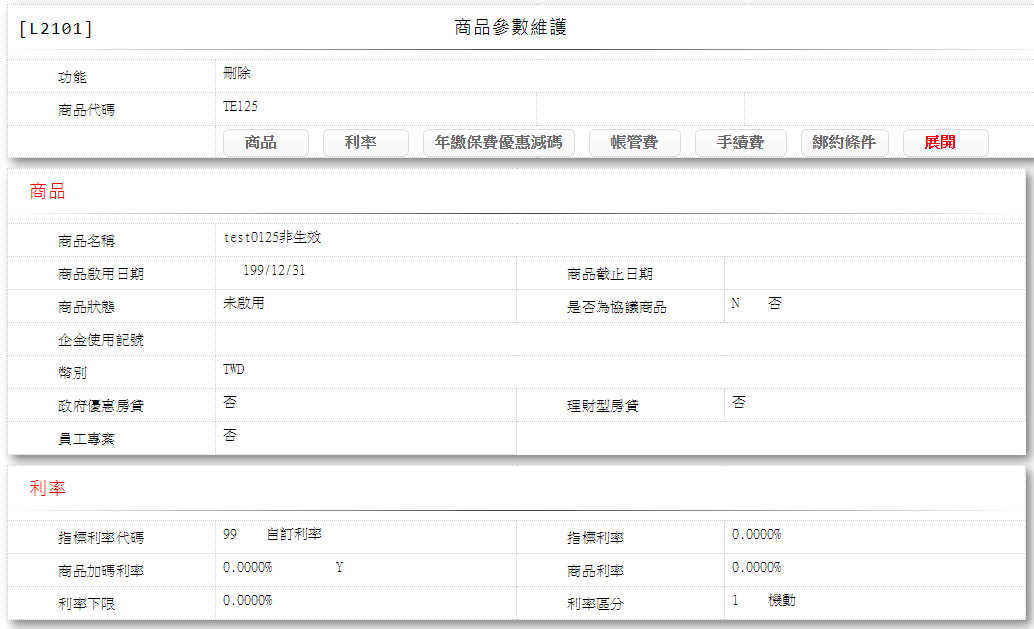 [L2101] 商品參數維護
功能 刪除
商品代碼 TE125
商品 利率 年繳保費優惠減碼 帳管費 手續費 綁約條件 展開
商品
商品名稱 test0125非生效
商品啟用日期 199/12/31 商品截止日期
商品狀態 未啟用 是否為協議商品 N 否
企金使用記號
幣別 TWD
政府優惠房貸 否 理財型房貸 否
員工專案 否
利率
指標利率代碼 99 自訂利率 指標利率 0.0000%
商品加碼利率 0.0000% Y 商品利率 0.0000%
利率下限 0.0000% 利率區分 1 機動